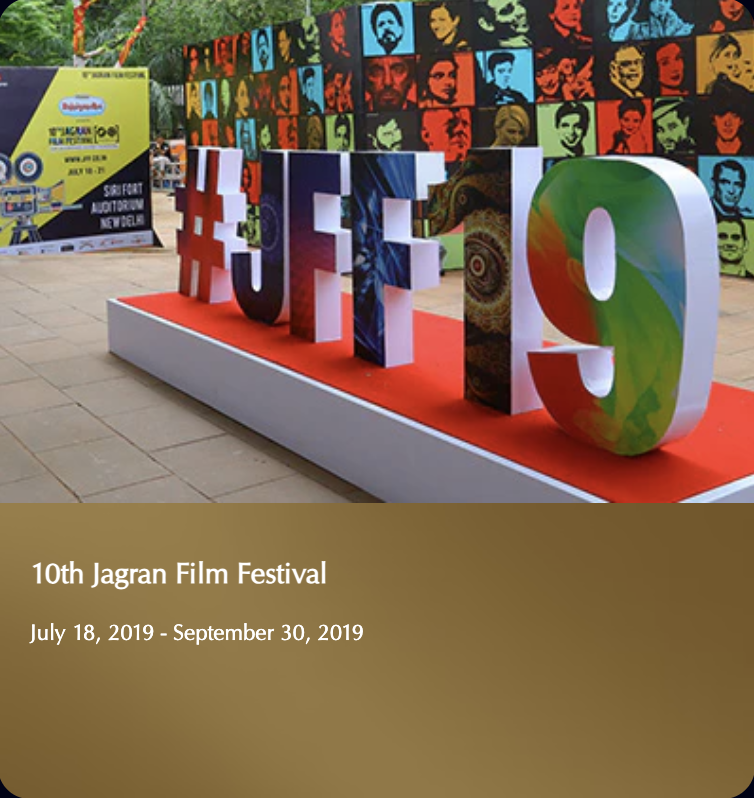 10TH JAGRAN FILM FESTIVAL
Rajnigandha
10TH JAGRAN
FILM FESTIVAL
WWW.JFF.CO.IN
JULY 18 - 21
SIRI FORT
AUDITORIUM
NEW DELHI
#JFF19
10th Jagran Film Festival
July 18, 2019 - September 30, 2019